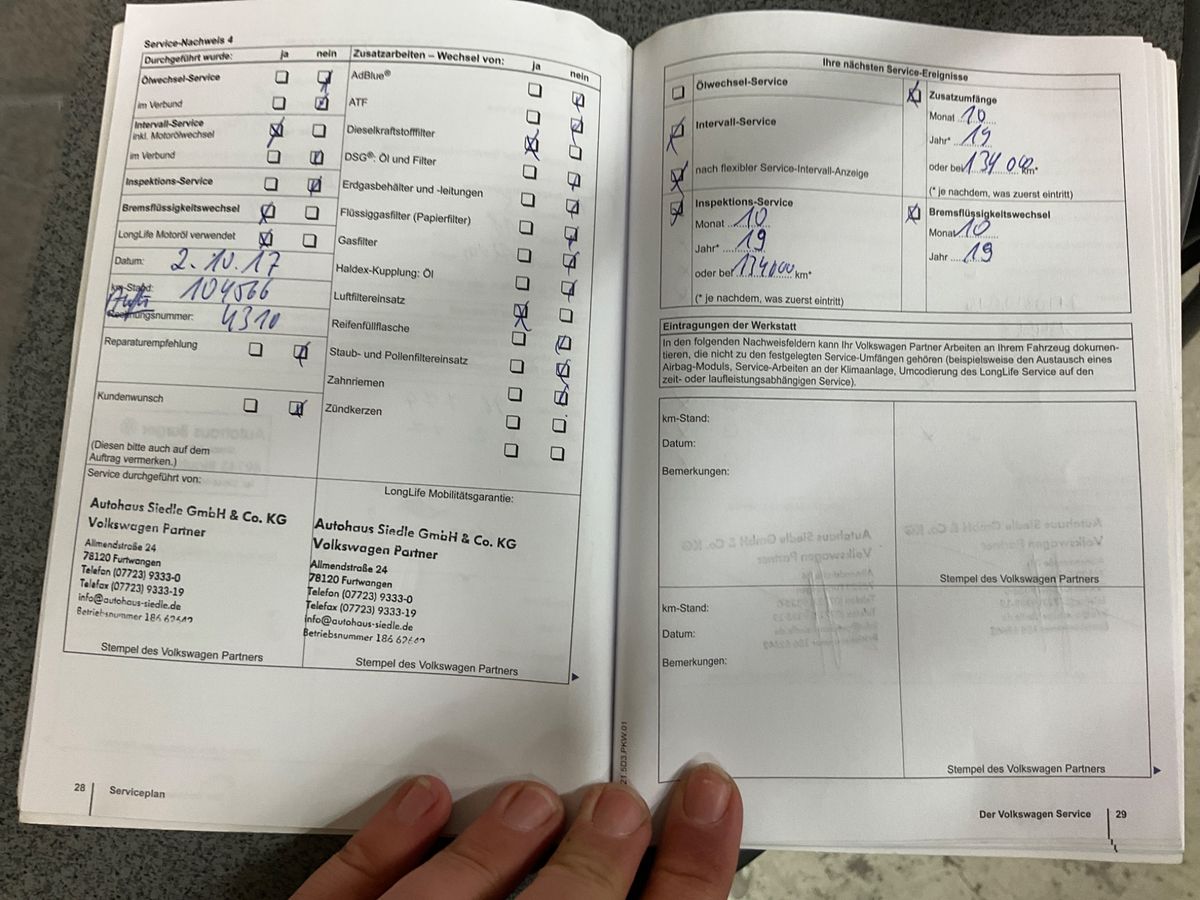 Service-Nachweis 4
Durchgeführt wurde: ja nein
Ölwechsel-Service
im Verbund
Intervall-Service
inkl. Motorölwechsel
im Verbund
Inspektions-Service
Bremsflüssigkeitswechsel
LongLife Motoröl verwendet
Datum: 2.10.17
km-Stand: 104566
Rechnungsnummer: 4310
Reparaturempfehlung
Kundenwunsch
(Diesen bitte auch auf dem
Auftrag vermerken.)
Zusatzarbeiten – Wechsel von: ja nein
AdBlue®
ATF
Dieselkraftstofffilter
DSG®: Öl und Filter
Erdgasbehälter und -leitungen
Flüssiggasfilter (Papierfilter)
Gasfilter
Haldex-Kupplung: Öl
Luftfiltereinsatz
Reifenfüllflasche
Staub- und Pollenfiltereinsatz
Zahnriemen
Zündkerzen
Service durchgeführt von:
Autohaus Siedle GmbH & Co. KG
Volkswagen Partner
Allmendstraße 24
78120 Furtwangen
Telefon (07723) 9333-0
Telefax (07723) 9333-19
info@autohaus-siedle.de
Betriebsnummer 186
Stempel des Volkswagen Partners
LongLife Mobilitätsgarantie:
Autohaus Siedle GmbH & Co. KG
Volkswagen Partner
Allmendstraße 24
78120 Furtwangen
Telefon (07723) 9333-0
Telefax (07723) 9333-19
info@autohaus-siedle.de
Betriebsnummer 186
Stempel des Volkswagen Partners
28 Serviceplan
21.5D3.PKW.01
Ihre nächsten Service-Ereignisse
Ölwechsel-Service
Intervall-Service
nach flexibler Service-Intervall-Anzeige
Inspektions-Service
Monat 10
Jahr* 19
oder bei 134000 km*
(* je nachdem, was zuerst eintritt)
Zusatzumfänge
Monat 10
Jahr* 19
oder bei 134 000 km*
(* je nachdem, was zuerst eintritt)
Bremsflüssigkeitswechsel
Monat 10
Jahr 19
Eintragungen der Werkstatt
In den folgenden Nachweisfeldern kann Ihr Volkswagen Partner Arbeiten an Ihrem Fahrzeug dokumen-
tieren, die nicht zu den festgelegten Service-Umfängen gehören (beispielsweise den Austausch eines
Airbag-Moduls, Service-Arbeiten an der Klimaanlage, Umcodierung des LongLife Service auf den
zeit- oder laufleistungsabhängigen Service).
km-Stand:
Datum:
Bemerkungen:
Stempel des Volkswagen Partners
km-Stand:
Datum:
Bemerkungen:
Stempel des Volkswagen Partners
Der Volkswagen Service 29